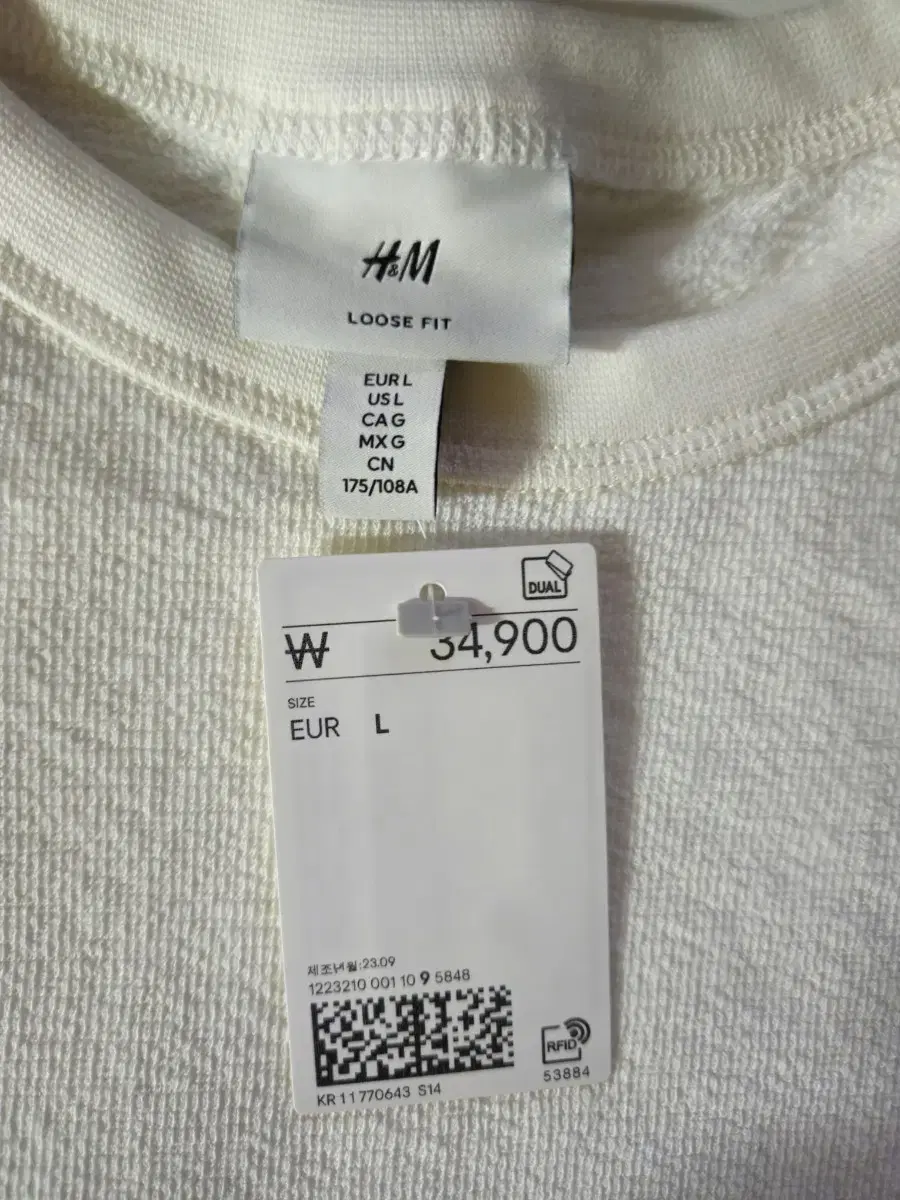 H&M
LOOSE FIT
EUR L
US L
CA G
MX G
CN
175/108A
DUAL
₩ 34,900
SIZE
EUR L
제조년월:23.09
1223210 001 10 9 5848
RFID
53884
KR 11770643 S14